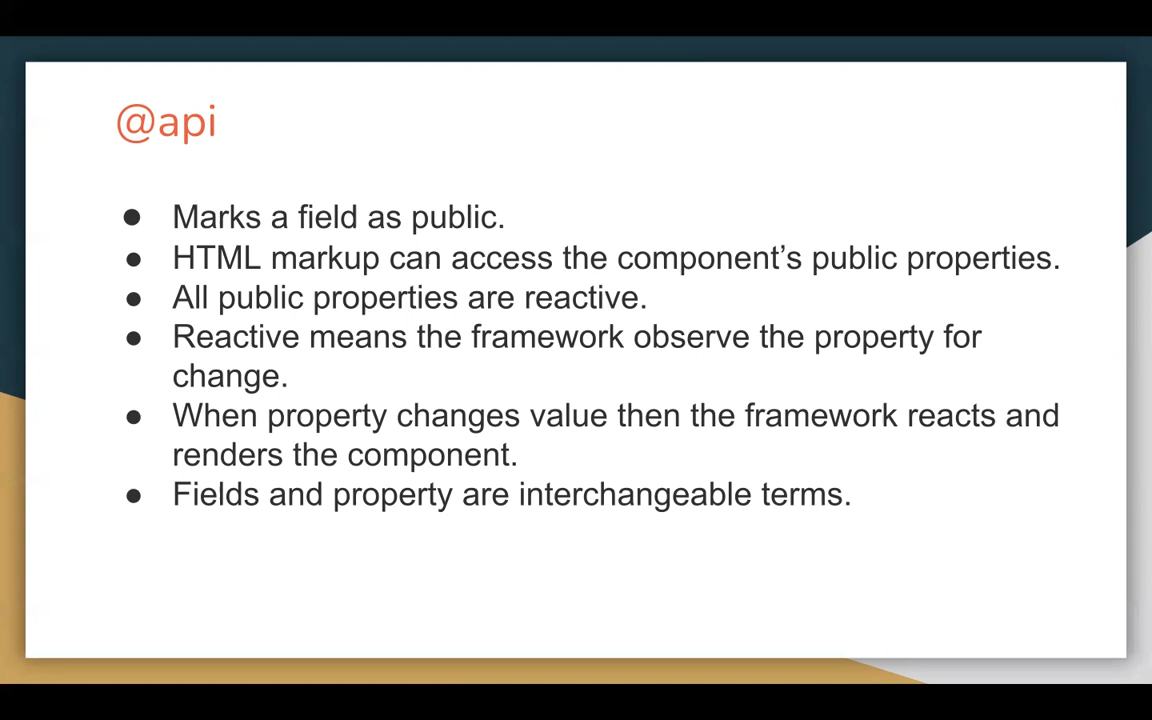 @api
● Marks a field as public.
● HTML markup can access the component’s public properties.
● All public properties are reactive.
● Reactive means the framework observe the property for
change.
● When property changes value then the framework reacts and
renders the component.
● Fields and property are interchangeable terms.